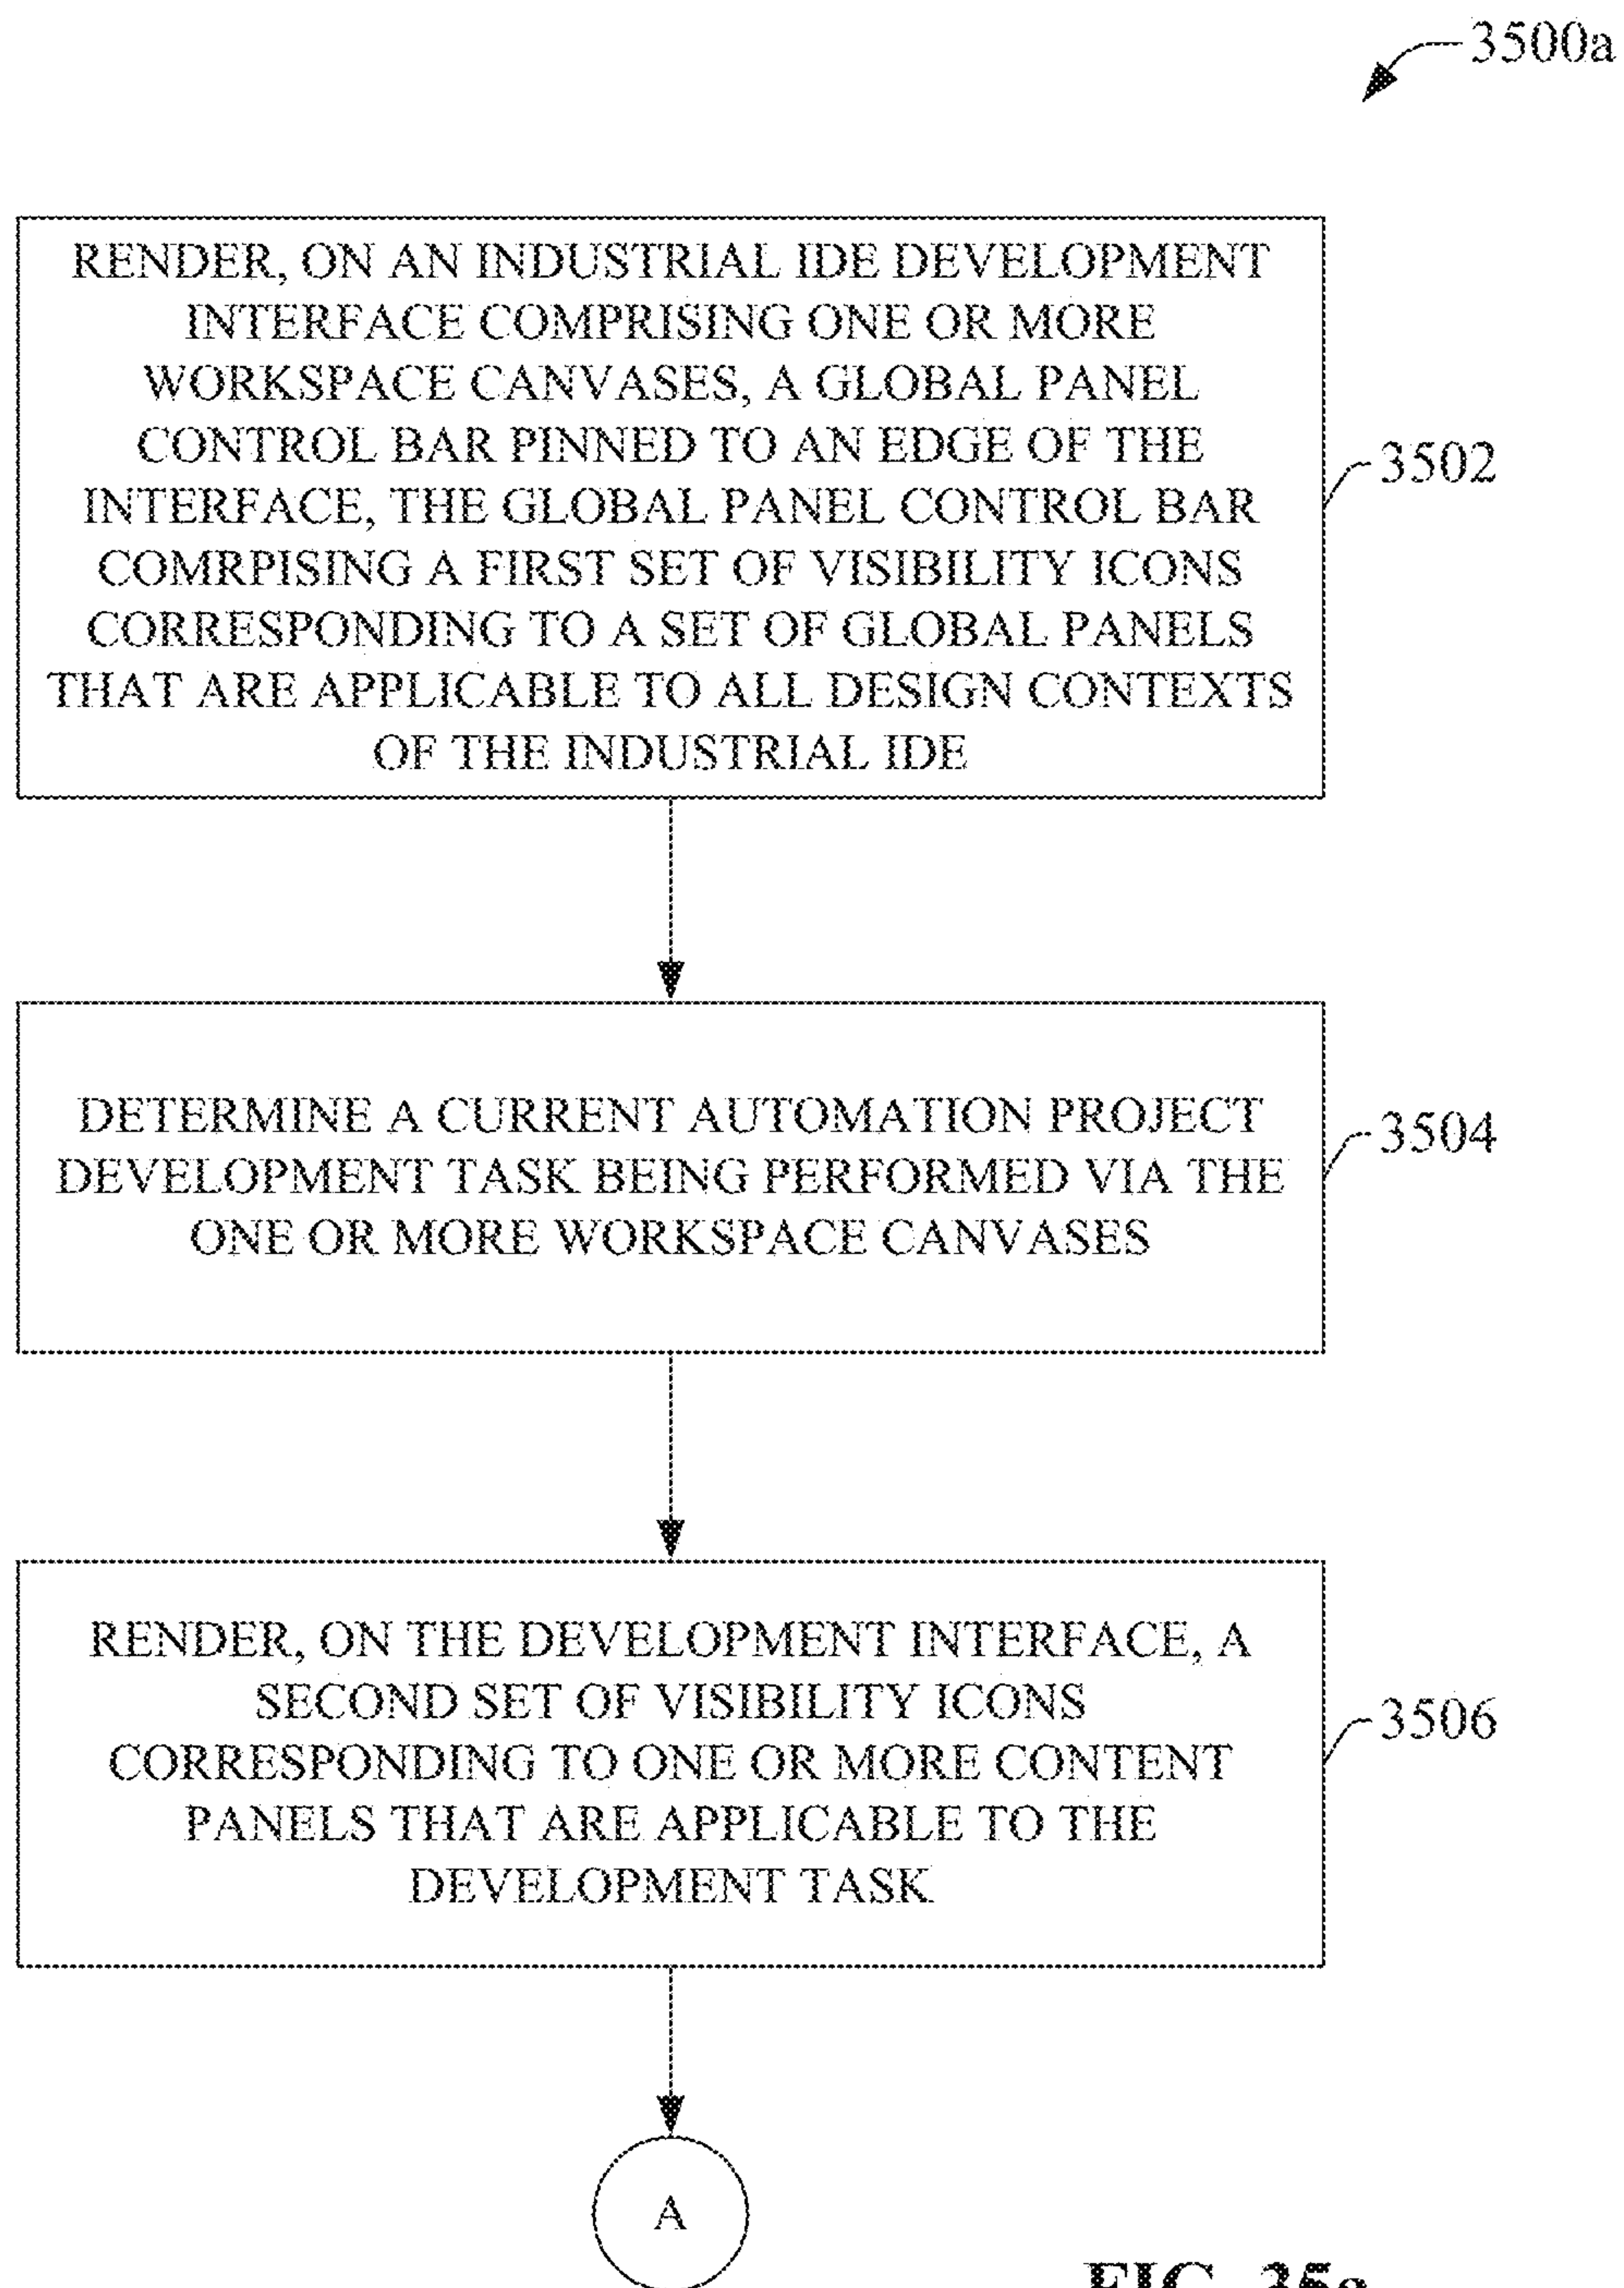 3500a
RENDER, ON AN INDUSTRIAL IDE DEVELOPMENT
INTERFACE COMPRISING ONE OR MORE
WORKSPACE CANVASES, A GLOBAL PANEL
CONTROL BAR PINNED TO AN EDGE OF THE
INTERFACE, THE GLOBAL PANEL CONTROL BAR
COMRPISING A FIRST SET OF VISIBILITY ICONS
CORRESPONDING TO A SET OF GLOBAL PANELS
THAT ARE APPLICABLE TO ALL DESIGN CONTEXTS
OF THE INDUSTRIAL IDE
3502
DETERMINE A CURRENT AUTOMATION PROJECT
DEVELOPMENT TASK BEING PERFORMED VIA THE
ONE OR MORE WORKSPACE CANVASES
3504
RENDER, ON THE DEVELOPMENT INTERFACE, A
SECOND SET OF VISIBILITY ICONS
CORRESPONDING TO ONE OR MORE CONTENT
PANELS THAT ARE APPLICABLE TO THE
DEVELOPMENT TASK
3506
A
FIG. 35a